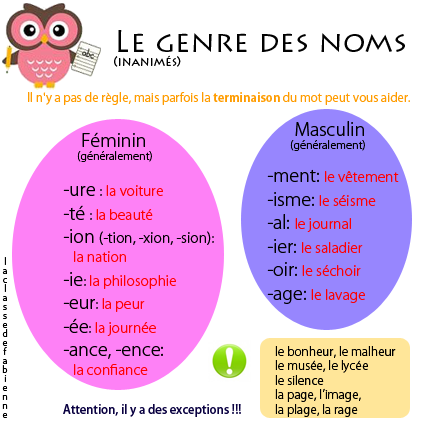 LE GENRE DES NOMS
(INANIMÉS)
abc
Il n'y a pas de règle, mais parfois la terminaison du mot peut vous aider.
Féminin
(généralement)
-ure : la voiture
-té : la beauté
-ion (-tion, -xion, -sion):
la nation
-ie: la philosophie
-eur: la peur
-ée: la journée
-ance, -ence:
la confiance
Masculin
(généralement)
-ment: le vêtement
-isme: le séisme
-al: le journal
-ier: le saladier
-oir: le séchoir
-age: le lavage
!
le bonheur, le malheur
le musée, le lycée
le silence
la page, l'image,
la plage, la rage
Attention, il y a des exceptions !!!
laclassedefabienne